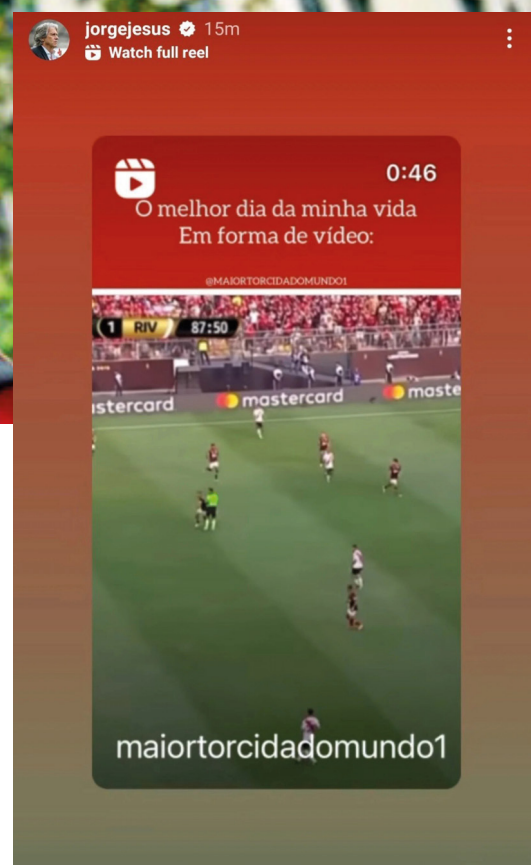 jorgejesus 15m
Watch full reel
0:46
O melhor dia da minha vida
Em forma de vídeo:
@MAIORTORCIDADOMUNDO1
1 RIV 87:50
stercard mastercard maste
maiortorcidadomundo1